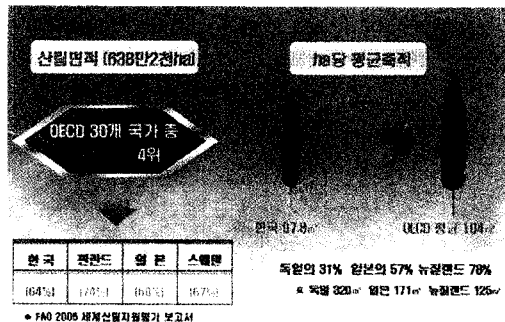 산림면적 (638만2천ha)
OECD 30개 국가 중
4위
한 국 핀란드 일 본 스웨덴
(64%) (74%) (68%) (67%)
※ FAO 2005 세계산림자원평가 보고서
ha당 평균축적
한국 97.8㎥
OECD 평균 104㎥
독일의 31% 일본의 57% 뉴질랜드 78%
※ 독일 320㎥ 일본 171㎥ 뉴질랜드 125㎥